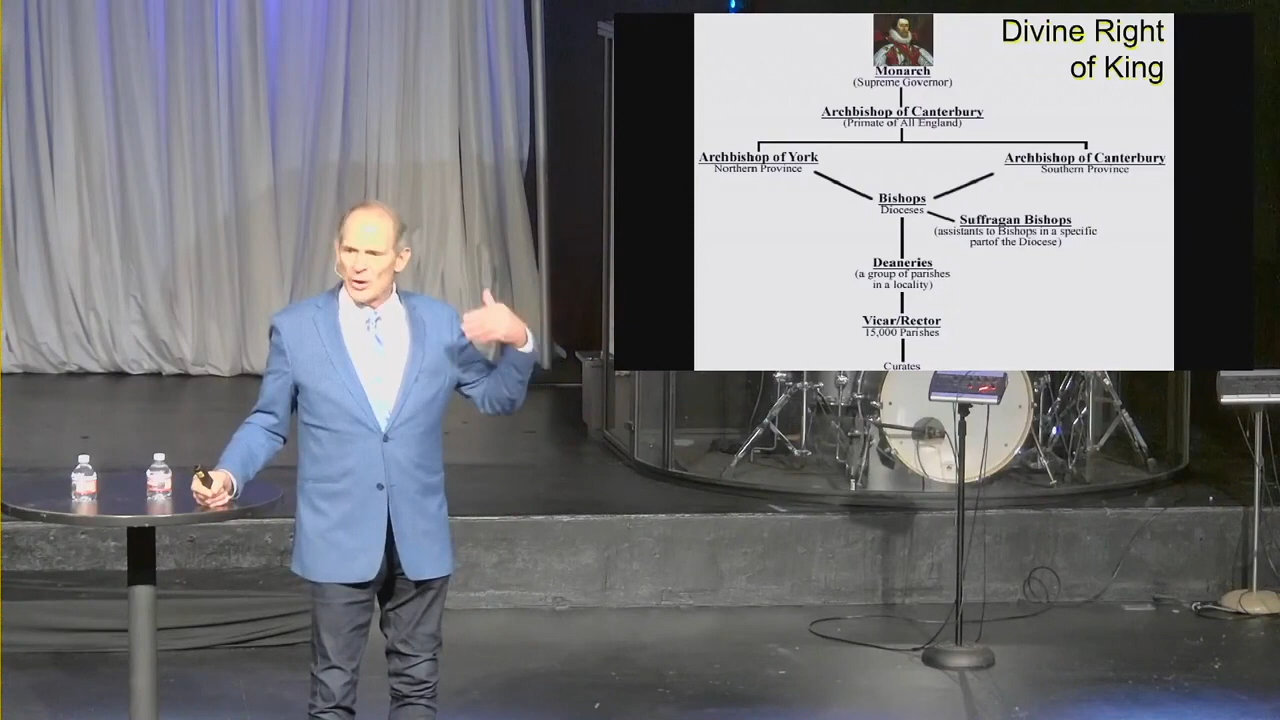 Divine Right
of King
Monarch
(Supreme Governor)
Archbishop of Canterbury
(Primate of All England)
Archbishop of York
Northern Province
Archbishop of Canterbury
Southern Province
Bishops
Dioceses
Suffragan Bishops
(assistants to Bishops in a specific
partof the Diocese)
Deaneries
(a group of parishes
in a locality)
Vicar/Rector
15,000 Parishes
Curates